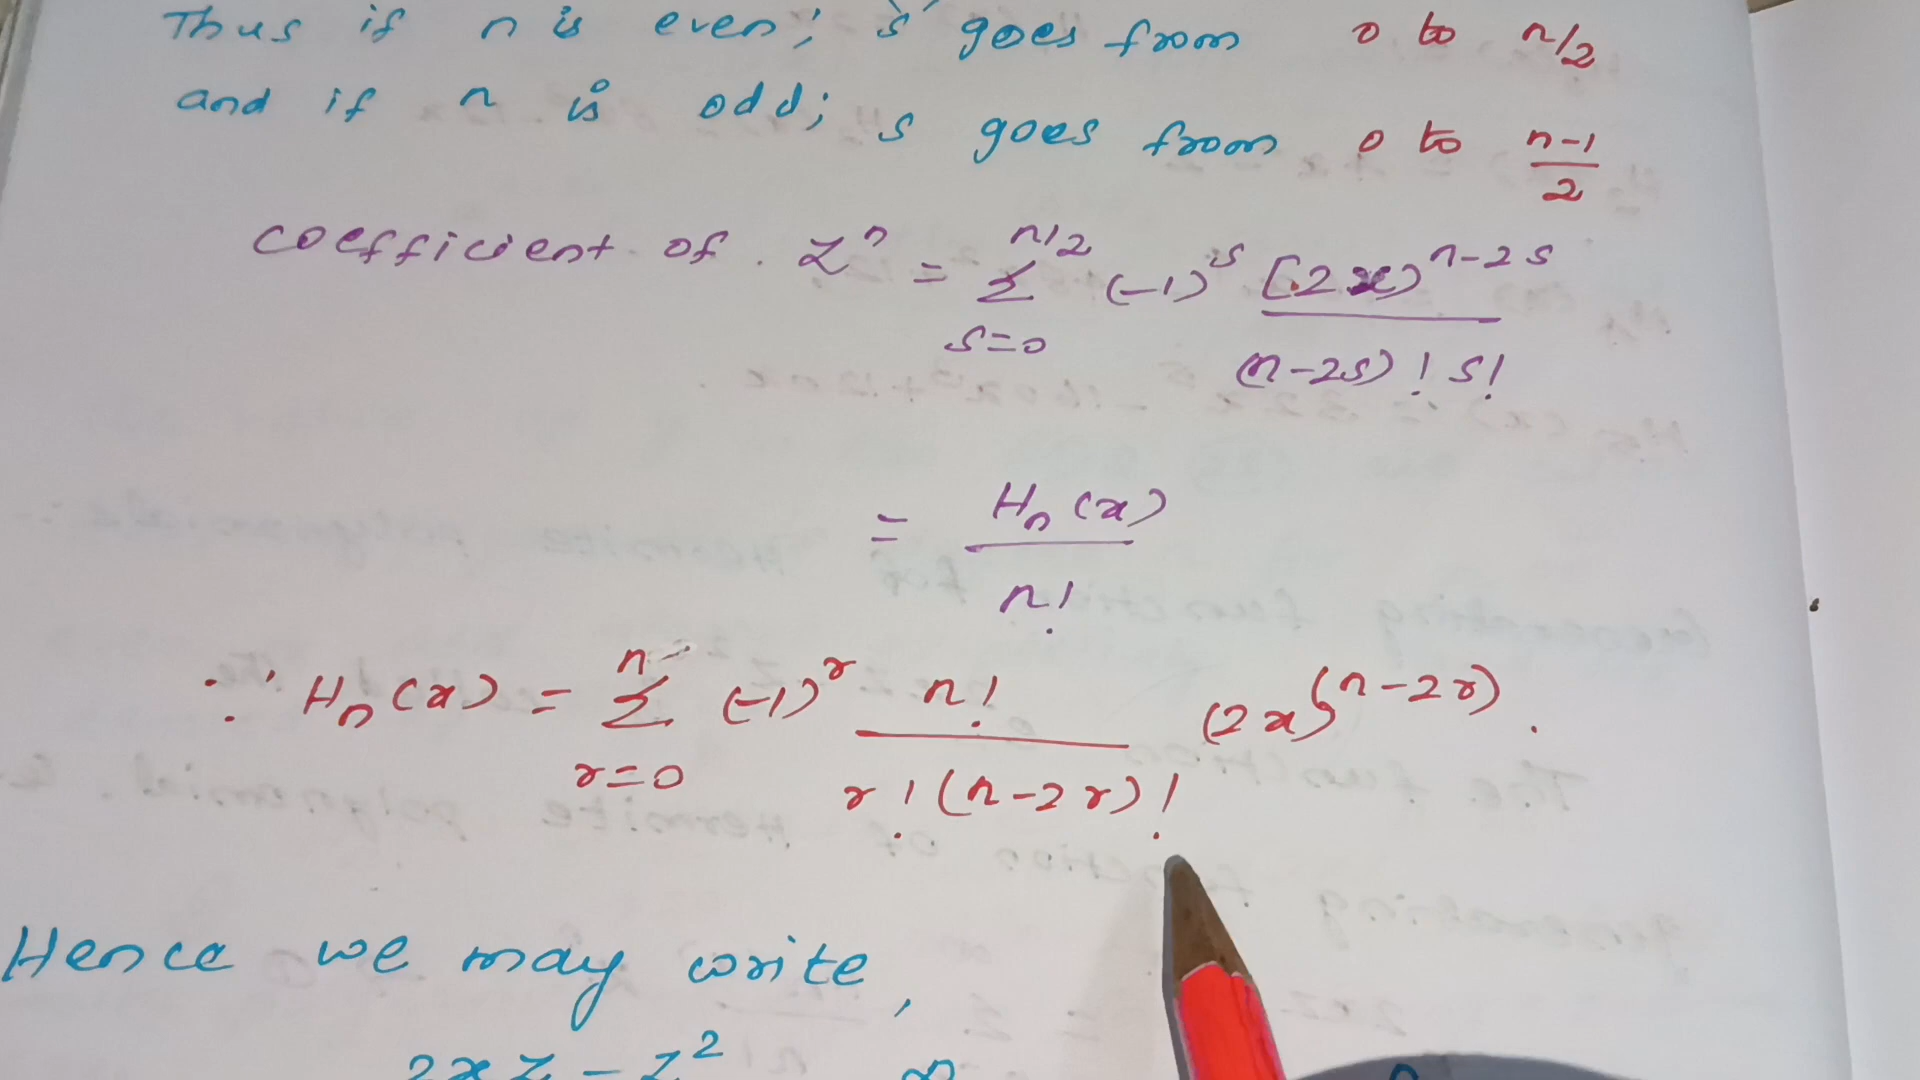 Thus if n is even; s goes from 0 to n/2
and if n is odd; s goes from 0 to n-1/2
coefficient of z^n = Σ_{s=0}^{n/2} (-1)^s (2x)^{n-2s} / (n-2s)! s!
= H_n(x) / n!
∵ H_n(x) = Σ_{r=0}^{n} (-1)^r n! / r!(n-2r)! (2x)^{(n-2r)}.
Hence we may write,
2xz - z^2 ∞